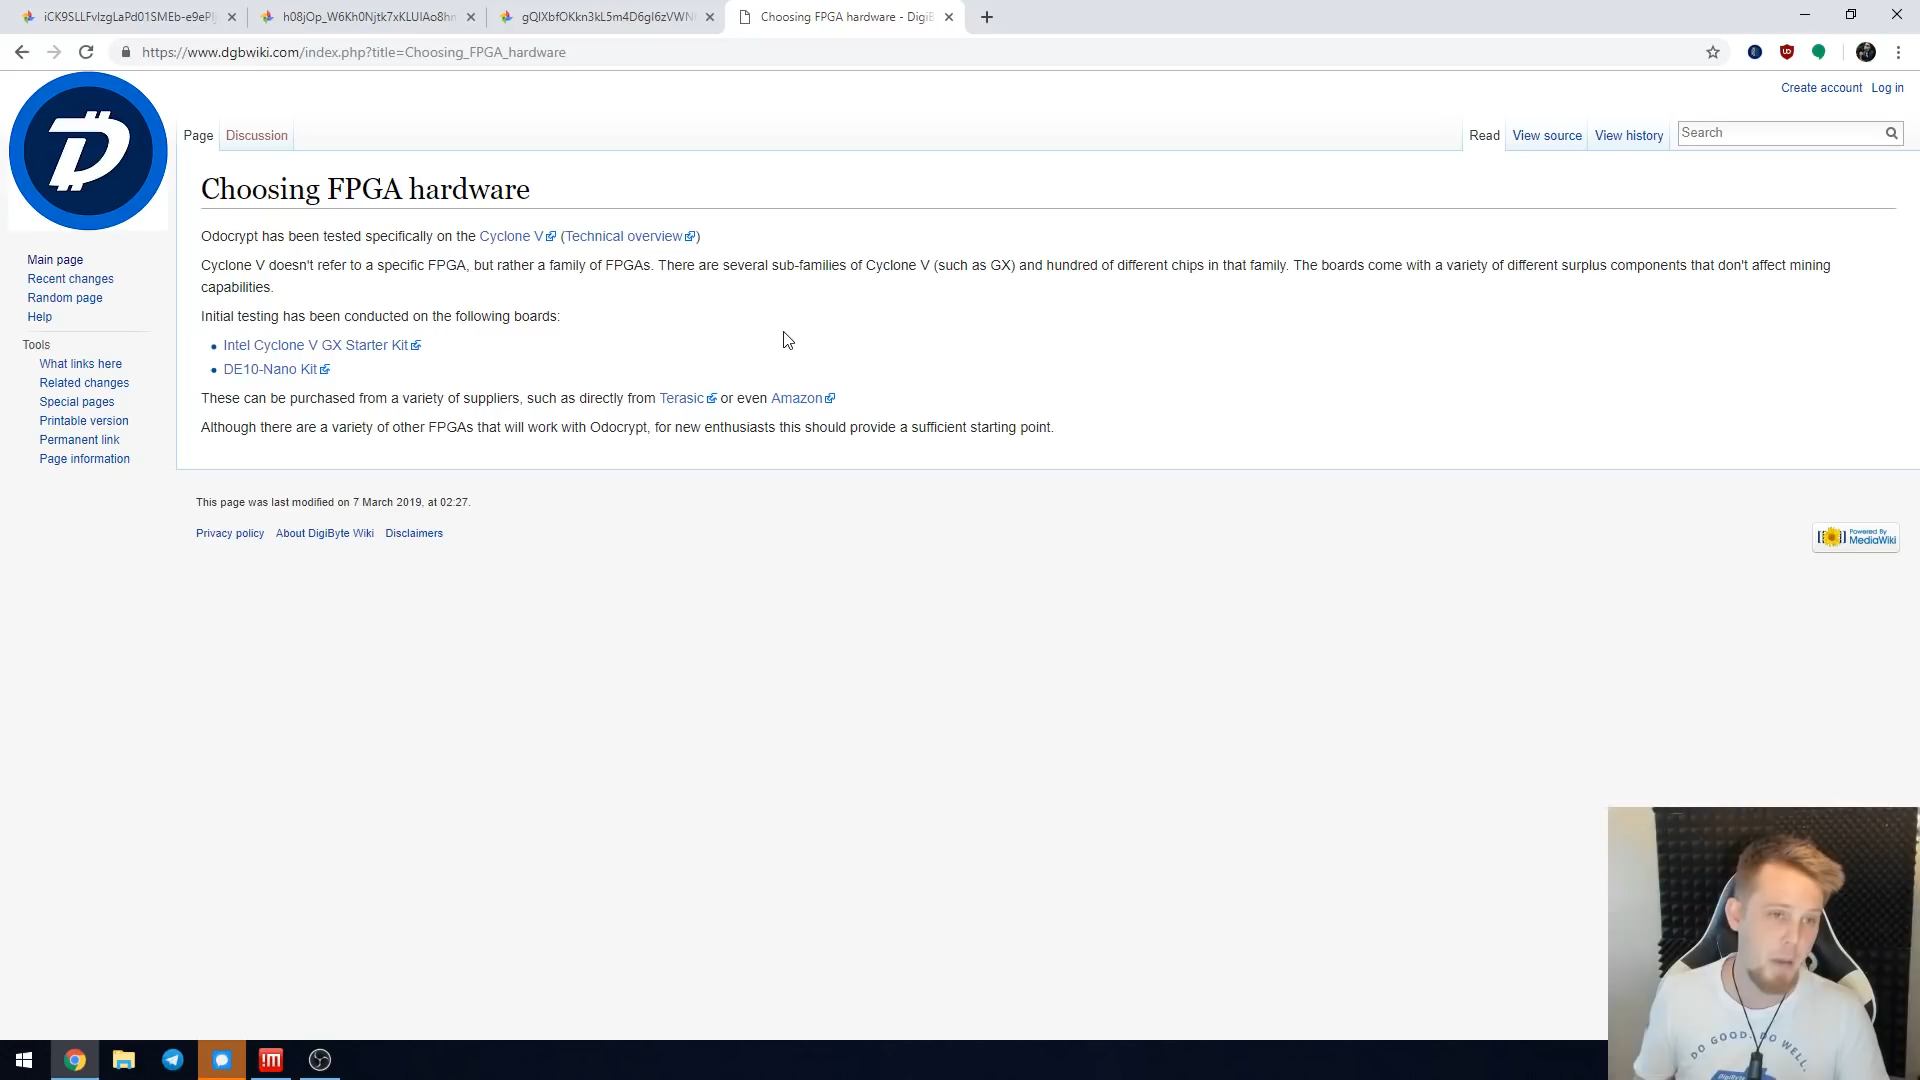 iCK9SLLFvIzgLaPd01SMEb-e9eP
h08jOp_W6Kh0Njtk7xKLUIAo8h
gQIXbfOKkn3kL5m4D6gI6zVWN
Choosing FPGA hardware - Digi
https://www.dgbwiki.com/index.php?title=Choosing_FPGA_hardware
Create account Log in
Page Discussion Read View source View history Search
Choosing FPGA hardware
Odocrypt has been tested specifically on the Cyclone V (Technical overview)
Cyclone V doesn't refer to a specific FPGA, but rather a family of FPGAs. There are several sub-families of Cyclone V (such as GX) and hundred of different chips in that family. The boards come with a variety of different surplus components that don't affect mining
capabilities.
Initial testing has been conducted on the following boards:
Intel Cyclone V GX Starter Kit
DE10-Nano Kit
These can be purchased from a variety of suppliers, such as directly from Terasic or even Amazon
Although there are a variety of other FPGAs that will work with Odocrypt, for new enthusiasts this should provide a sufficient starting point.
Main page
Recent changes
Random page
Help
Tools
What links here
Related changes
Special pages
Printable version
Permanent link
Page information
This page was last modified on 7 March 2019, at 02:27.
Privacy policy About DigiByte Wiki Disclaimers
Powered By
MediaWiki
!M
DO GOOD. DO WELL.
DigiByte